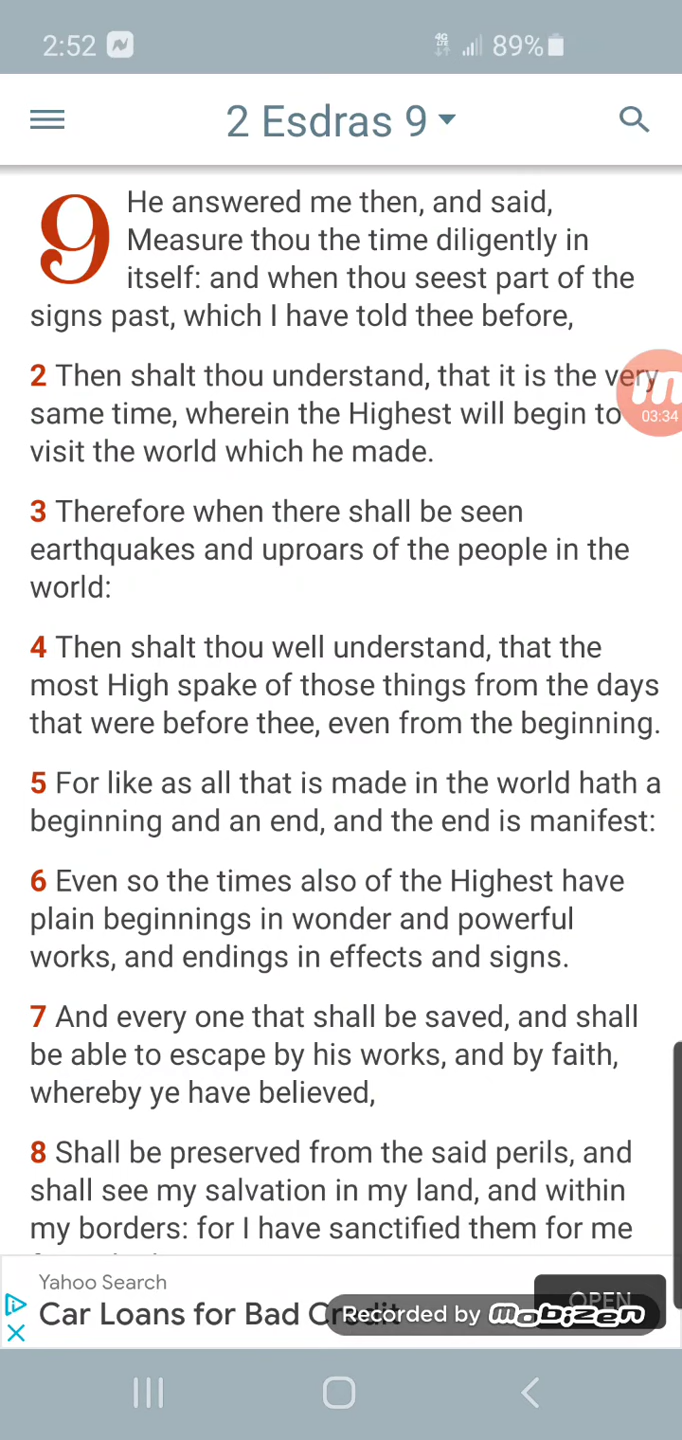 2:52 89%
2 Esdras 9
9 He answered me then, and said,
Measure thou the time diligently in
itself: and when thou seest part of the
signs past, which I have told thee before,
2 Then shalt thou understand, that it is the very
same time, wherein the Highest will begin to
visit the world which he made.
03:34
3 Therefore when there shall be seen
earthquakes and uproars of the people in the
world:
4 Then shalt thou well understand, that the
most High spake of those things from the days
that were before thee, even from the beginning.
5 For like as all that is made in the world hath a
beginning and an end, and the end is manifest:
6 Even so the times also of the Highest have
plain beginnings in wonder and powerful
works, and endings in effects and signs.
7 And every one that shall be saved, and shall
be able to escape by his works, and by faith,
whereby ye have believed,
8 Shall be preserved from the said perils, and
shall see my salvation in my land, and within
my borders: for I have sanctified them for me
Yahoo Search
Car Loans for Bad Credit
OPEN
Recorded by mobizen